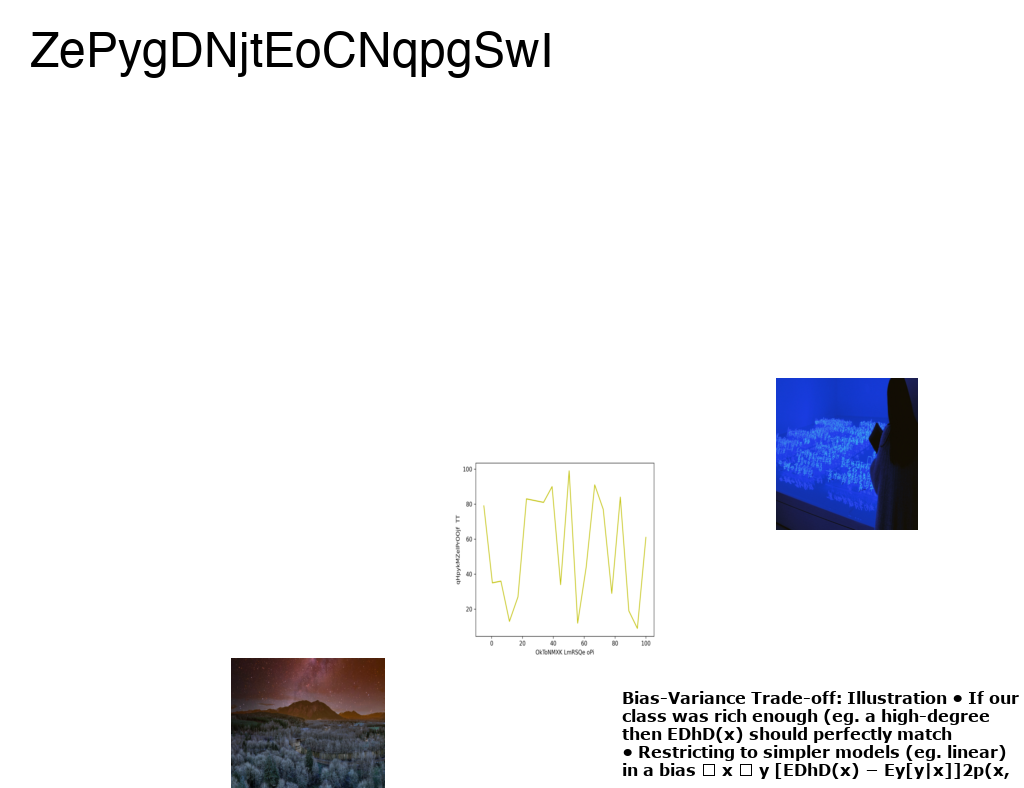 ZePygDNjtEoCNqpgSwI
100
80
60
40
20
0 20 40 60 80 100
OkToNMXK LmRSQe oPi
Bias-Variance Trade-off: Illustration ● If our
class was rich enough (eg. a high-degree
then EDhD(x) should perfectly match
● Restricting to simpler models (eg. linear)
in a bias □ x □ y [EDhD(x) − Ey[y|x]]2p(x,